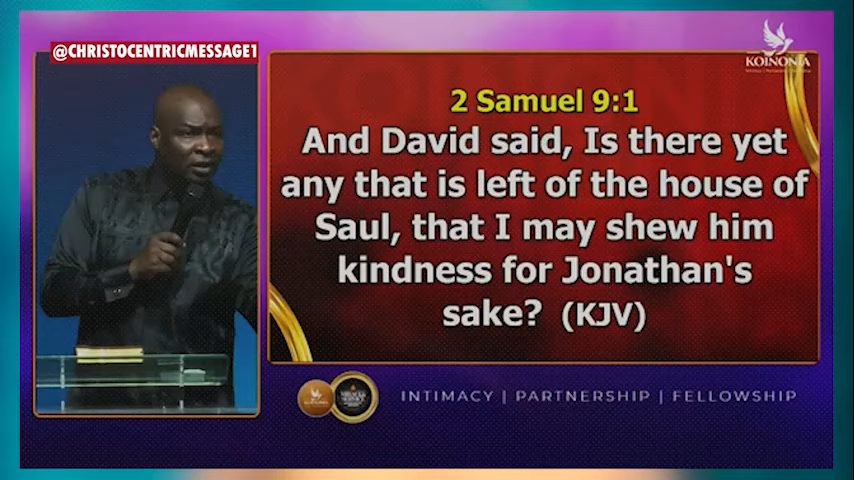 @CHRISTOCENTRICMESSAGE1
KOINONIA
2 Samuel 9:1
And David said, Is there yet
any that is left of the house of
Saul, that I may shew him
kindness for Jonathan's
sake? (KJV)
INTIMACY | PARTNERSHIP | FELLOWSHIP